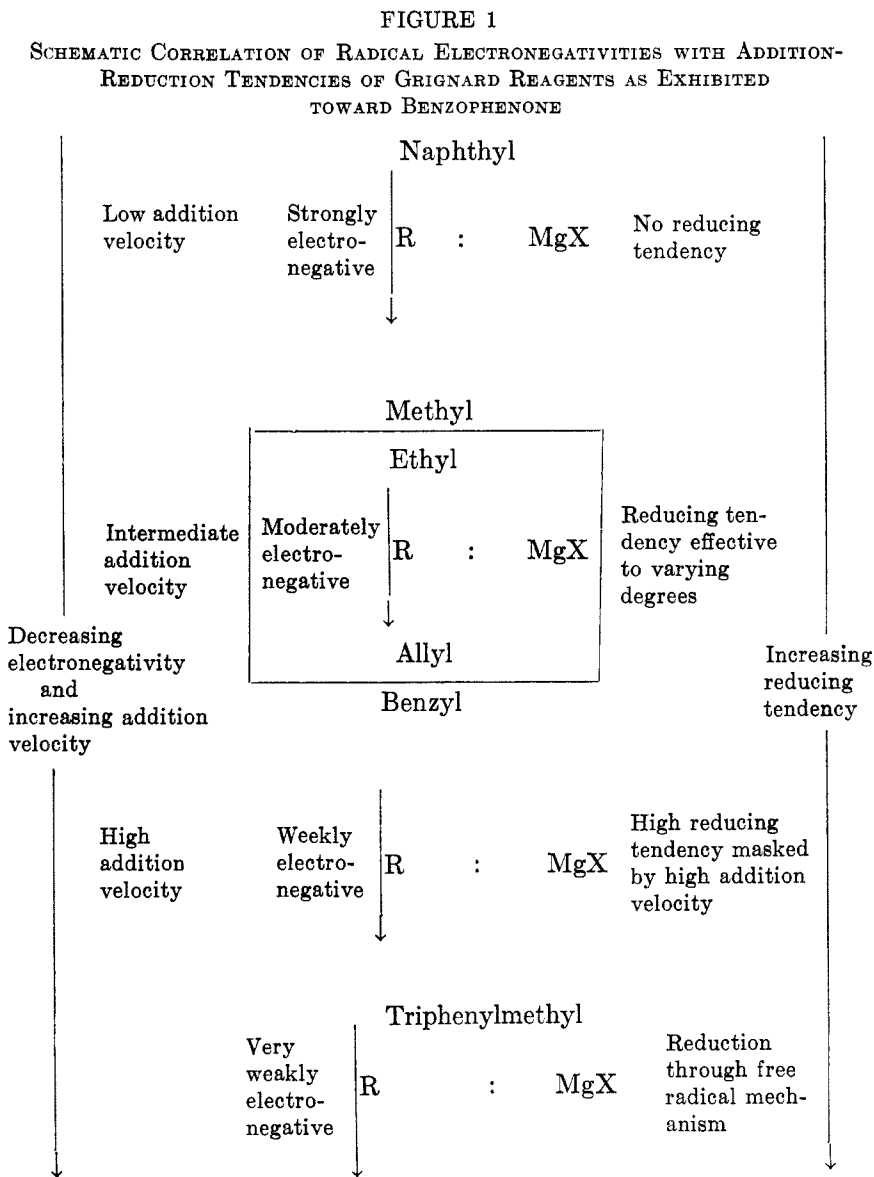 FIGURE 1
SCHEMATIC CORRELATION OF RADICAL ELECTRONEGATIVITIES WITH ADDITION-
REDUCTION TENDENCIES OF GRIGNARD REAGENTS AS EXHIBITED
TOWARD BENZOPHENONE
Naphthyl
Low addition
velocity
Strongly
electro-
negative
R : MgX
No reducing
tendency
Methyl
Ethyl
Intermediate
addition
velocity
Moderately
electro-
negative
R : MgX
Reducing ten-
dency effective
to varying
degrees
Allyl
Benzyl
Decreasing
electronegativity
and
increasing addition
velocity
Increasing
reducing
tendency
High
addition
velocity
Weekly
electro-
negative
R : MgX
High reducing
tendency masked
by high addition
velocity
Triphenylmethyl
Very
weakly
electro-
negative
R : MgX
Reduction
through free
radical mech-
anism